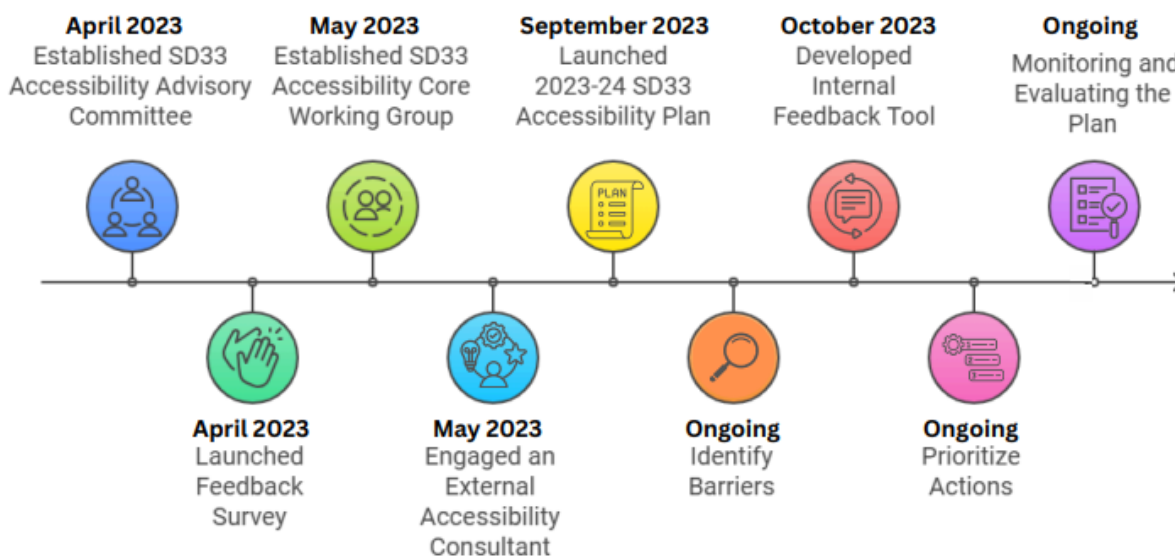 April 2023
Established SD33
Accessibility Advisory
Committee
April 2023
Launched
Feedback
Survey
May 2023
Established SD33
Accessibility Core
Working Group
May 2023
Engaged an
External
Accessibility
Consultant
September 2023
Launched
2023-24 SD33
Accessibility Plan
PLAN
Ongoing
Identify
Barriers
October 2023
Developed
Internal
Feedback Tool
Ongoing
Prioritize
Actions
Ongoing
Monitoring and
Evaluating the
Plan